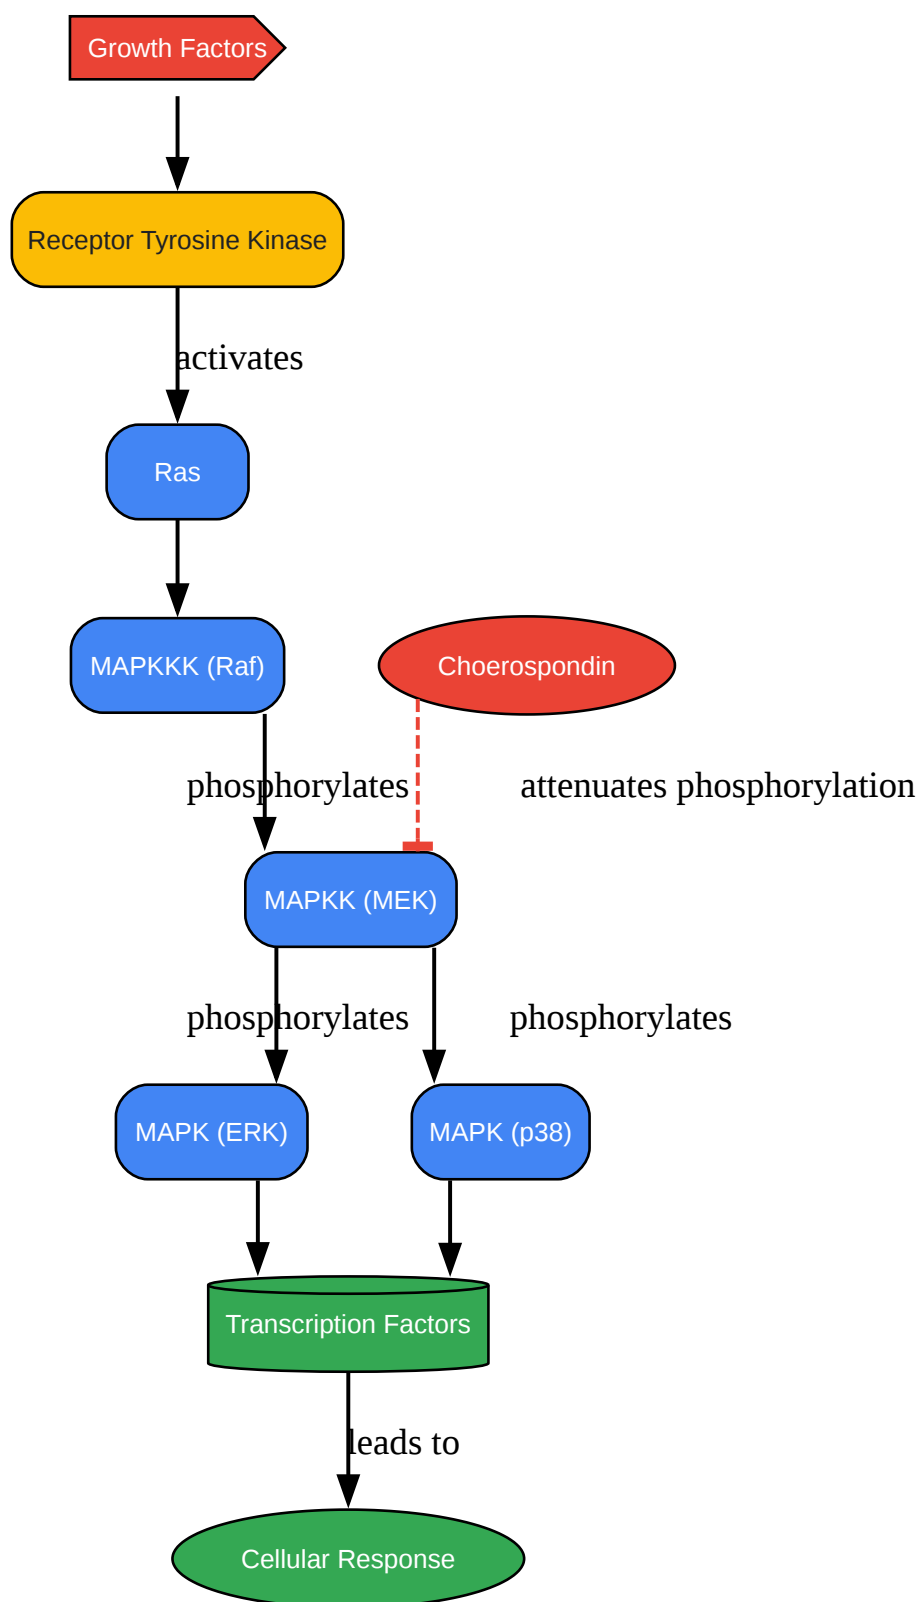 Growth Factors
Receptor Tyrosine Kinase
activates
Ras
MAPKKK (Raf)
Choerospondin
phosphorylates
attenuates phosphorylation
MAPKK (MEK)
phosphorylates
phosphorylates
MAPK (ERK)
MAPK (p38)
Transcription Factors
leads to
Cellular Response